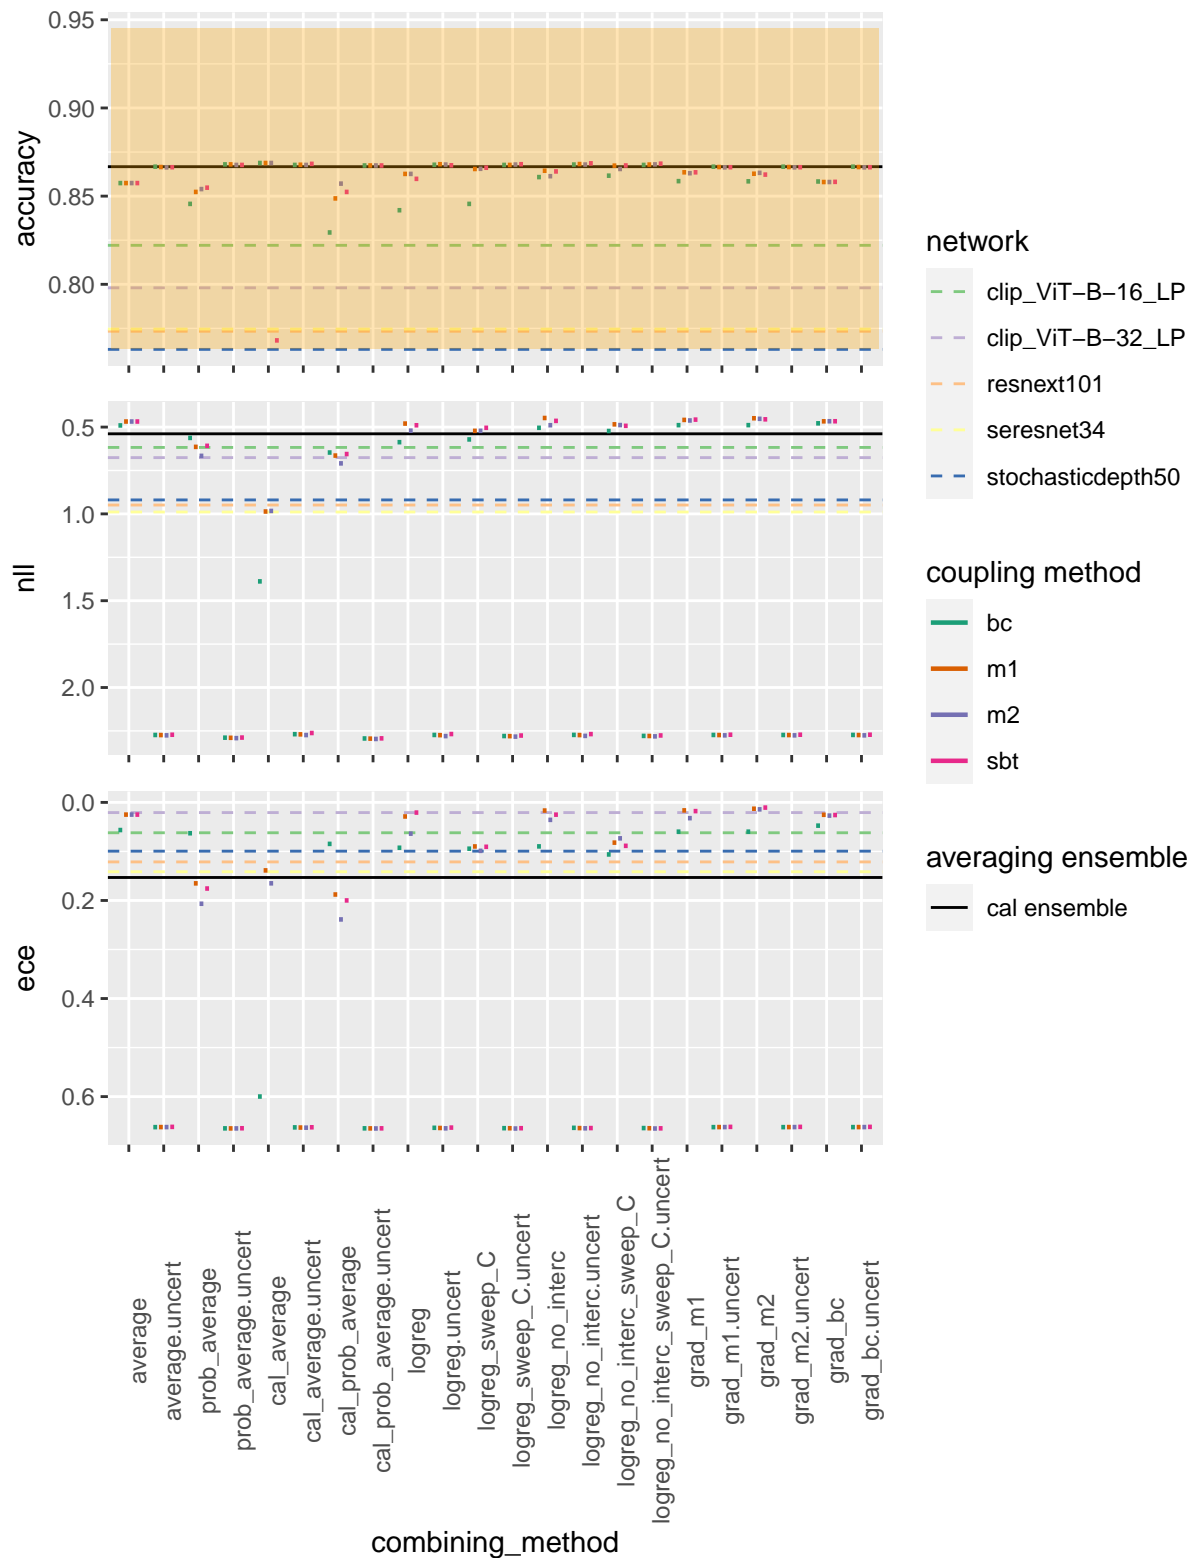 0.95
0.90
0.85
0.80
accuracy
0.5
1.0
1.5
2.0
nll
0.0
0.2
0.4
0.6
ece
average
average.uncert
prob_average
prob_average.uncert
cal_average
cal_average.uncert
cal_prob_average
cal_prob_average.uncert
logreg
logreg.uncert
logreg_sweep_C
logreg_sweep_C.uncert
logreg_no_interc
logreg_no_interc.uncert
logreg_no_interc_sweep_C
logreg_no_interc_sweep_C.uncert
grad_m1
grad_m1.uncert
grad_m2
grad_m2.uncert
grad_bc
grad_bc.uncert
combining_method
network
clip_ViT−B−16_LP
clip_ViT−B−32_LP
resnext101
seresnet34
stochasticdepth50
coupling method
bc
m1
m2
sbt
averaging ensemble
cal ensemble